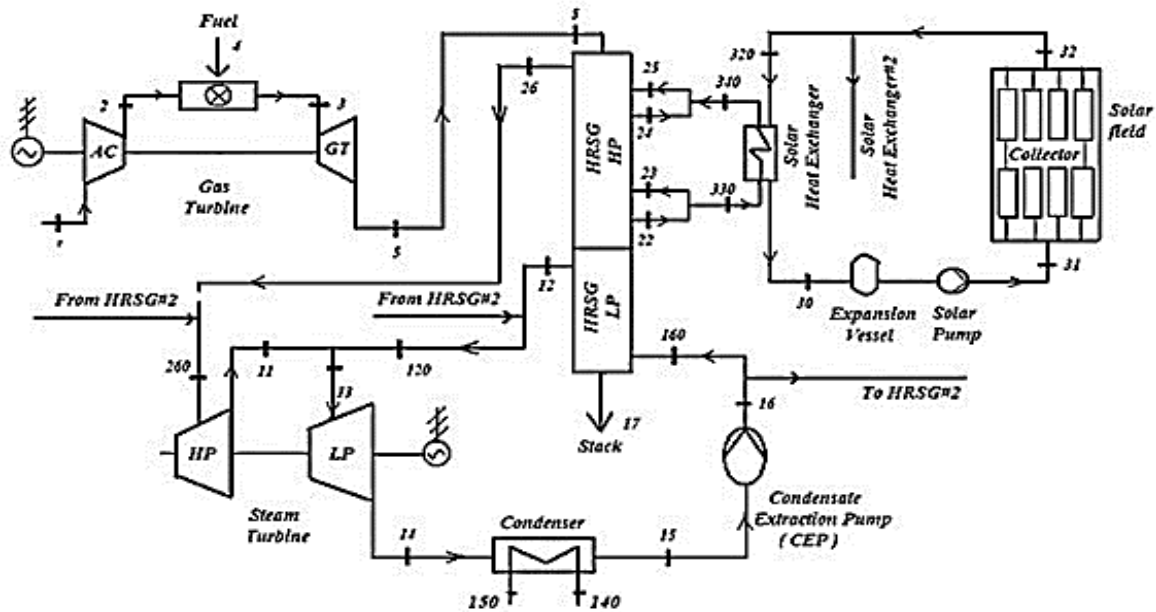 Fuel
4
2
3
AC
GT
Gas
Turbine
1
5
5
26
25
340
24
23
330
22
HRSG
HP
HRSG
LP
12
320
32
Solar
Heat Exchanger
Solar
Heat Exchanger#2
Solar
field
Collector
31
30
Expansion
Vessel
Solar
Pump
From HRSG#2
From HRSG#2
260
11
120
13
160
16
To HRSG#2
17
Stack
HP
LP
Steam
Turbine
14
Condenser
15
150
140
Condensate
Extraction Pump
( CEP )